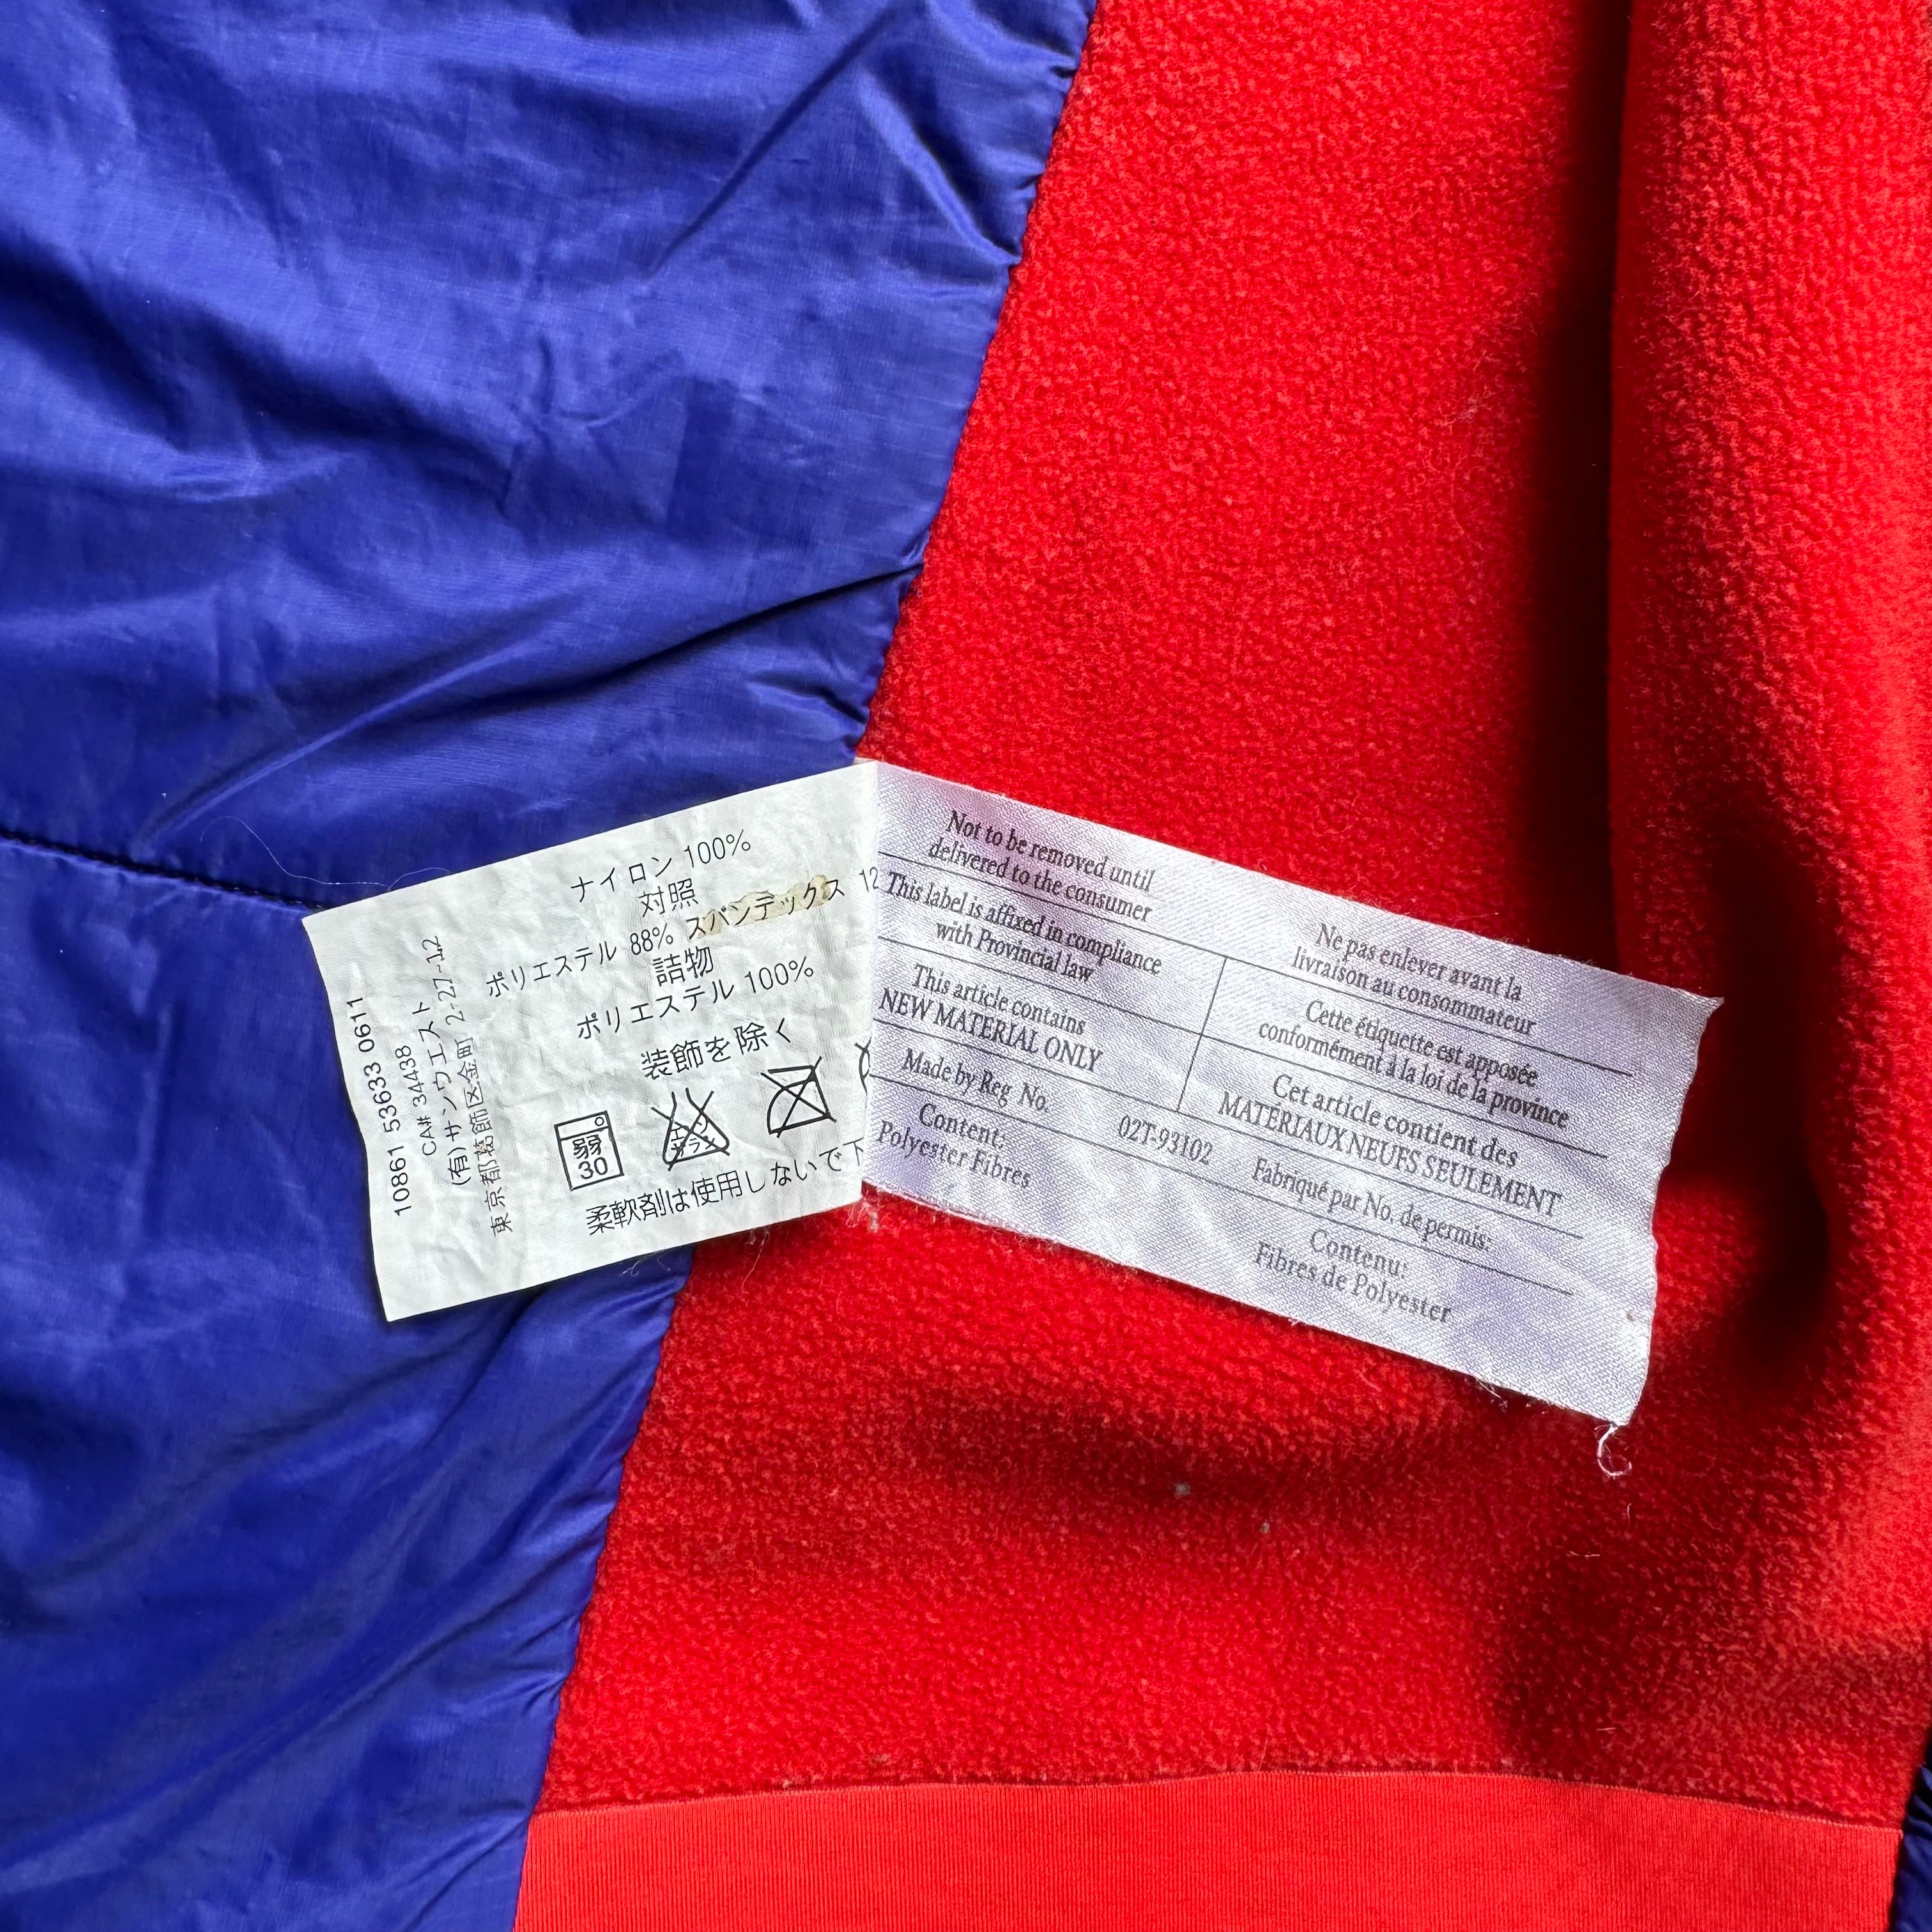 ナイロン 100%
対照
ポリエステル 88% スパンデックス 12
詰物
ポリエステル 100%
装飾を除く
弱
30
エンソ
サラシ
柔軟剤は使用しないで下
10861 53633 0611
CA# 34438
(有)サンウエスト
東京都葛飾区金町 2-27-12
Not to be removed until
delivered to the consumer
This label is affixed in compliance
with Provincial law
This article contains
NEW MATERIAL ONLY
Made by Reg. No.
02T-93102
Content:
Polyester Fibres
Ne pas enlever avant la
livraison au consommateur
Cette étiquette est apposée
conformément à la loi de la province
Cet article contient des
MATERIAUX NEUFS SEULEMENT
Fabriqué par No. de permis:
Contenu:
Fibres de Polyester